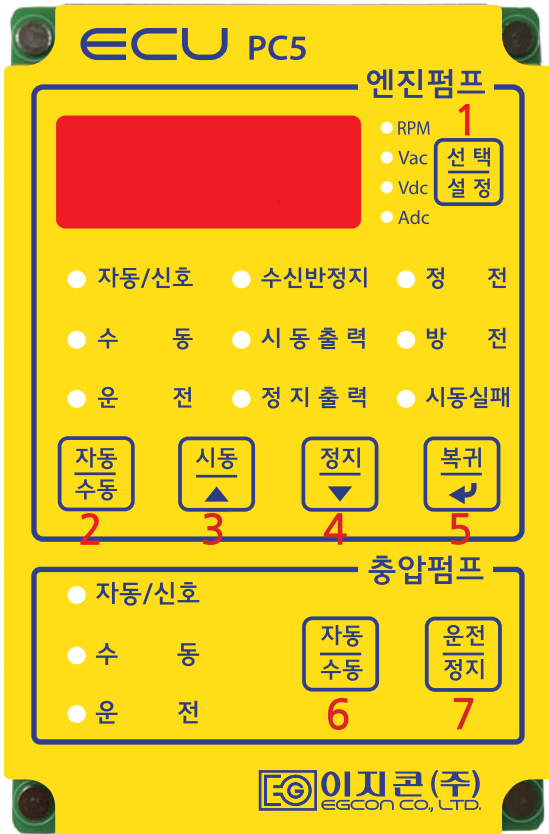 ECU PC5
엔진펌프
1
RPM
Vac
Vdc
Adc
선택
설정
자동/신호
수신반정지
정 전
수 동
시동출력
방 전
운 전
정지출력
시동실패
자동
수동
시동
▲
정지
▼
복귀
2
3
4
5
충압펌프
자동/신호
수 동
운 전
자동
수동
운전
정지
6
7
EG 이지콘(주)
EGCON CO., LTD.